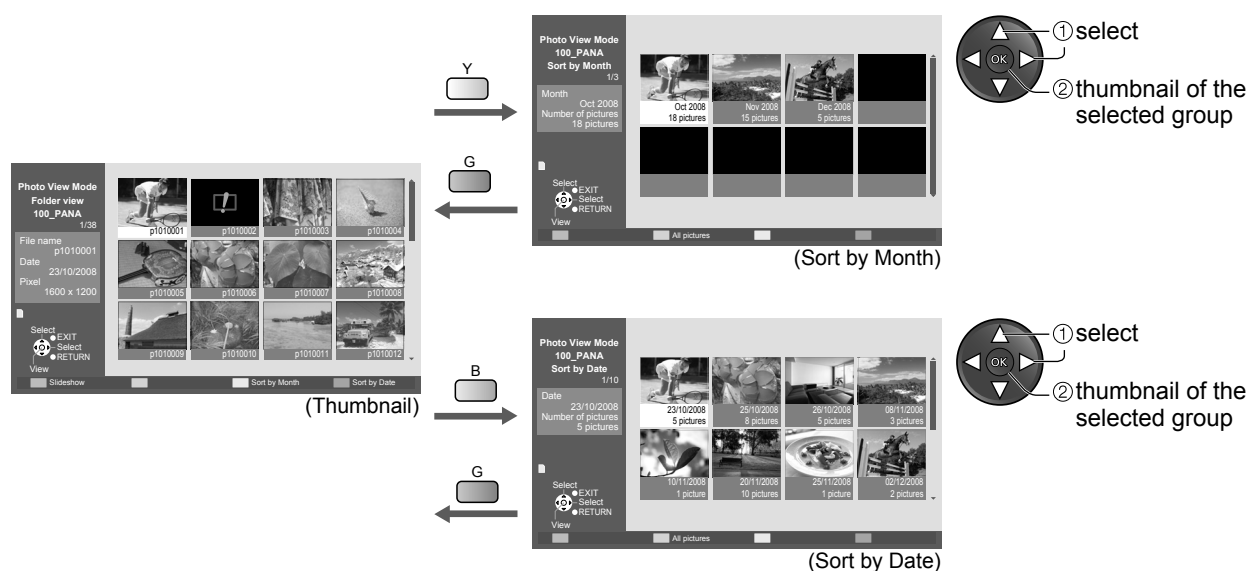 Photo View Mode
Folder view
100_PANA
1/38
File name
p1010001
Date
23/10/2008
Pixel
1600 x 1200
Select
EXIT
Select
RETURN
View
p1010001
p1010002
p1010003
p1010004
p1010005
p1010006
p1010007
p1010008
p1010009
p1010010
p1010011
p1010012
Slideshow
Sort by Month
Sort by Date
(Thumbnail)
Y
G
Photo View Mode
100_PANA
Sort by Month
1/3
Month
Oct 2008
Number of pictures
18 pictures
Select
EXIT
Select
RETURN
View
Oct 2008
18 pictures
Nov 2008
15 pictures
Dec 2008
5 pictures
All pictures
(Sort by Month)
OK
①select
②thumbnail of the
selected group
B
G
Photo View Mode
100_PANA
Sort by Date
1/10
Date
23/10/2008
Number of pictures
5 pictures
Select
EXIT
Select
RETURN
View
23/10/2008
5 pictures
25/10/2008
8 pictures
26/10/2008
5 pictures
08/11/2008
3 pictures
10/11/2008
1 picture
20/11/2008
10 pictures
25/11/2008
1 picture
02/12/2008
2 pictures
All pictures
(Sort by Date)
OK
①select
②thumbnail of the
selected group